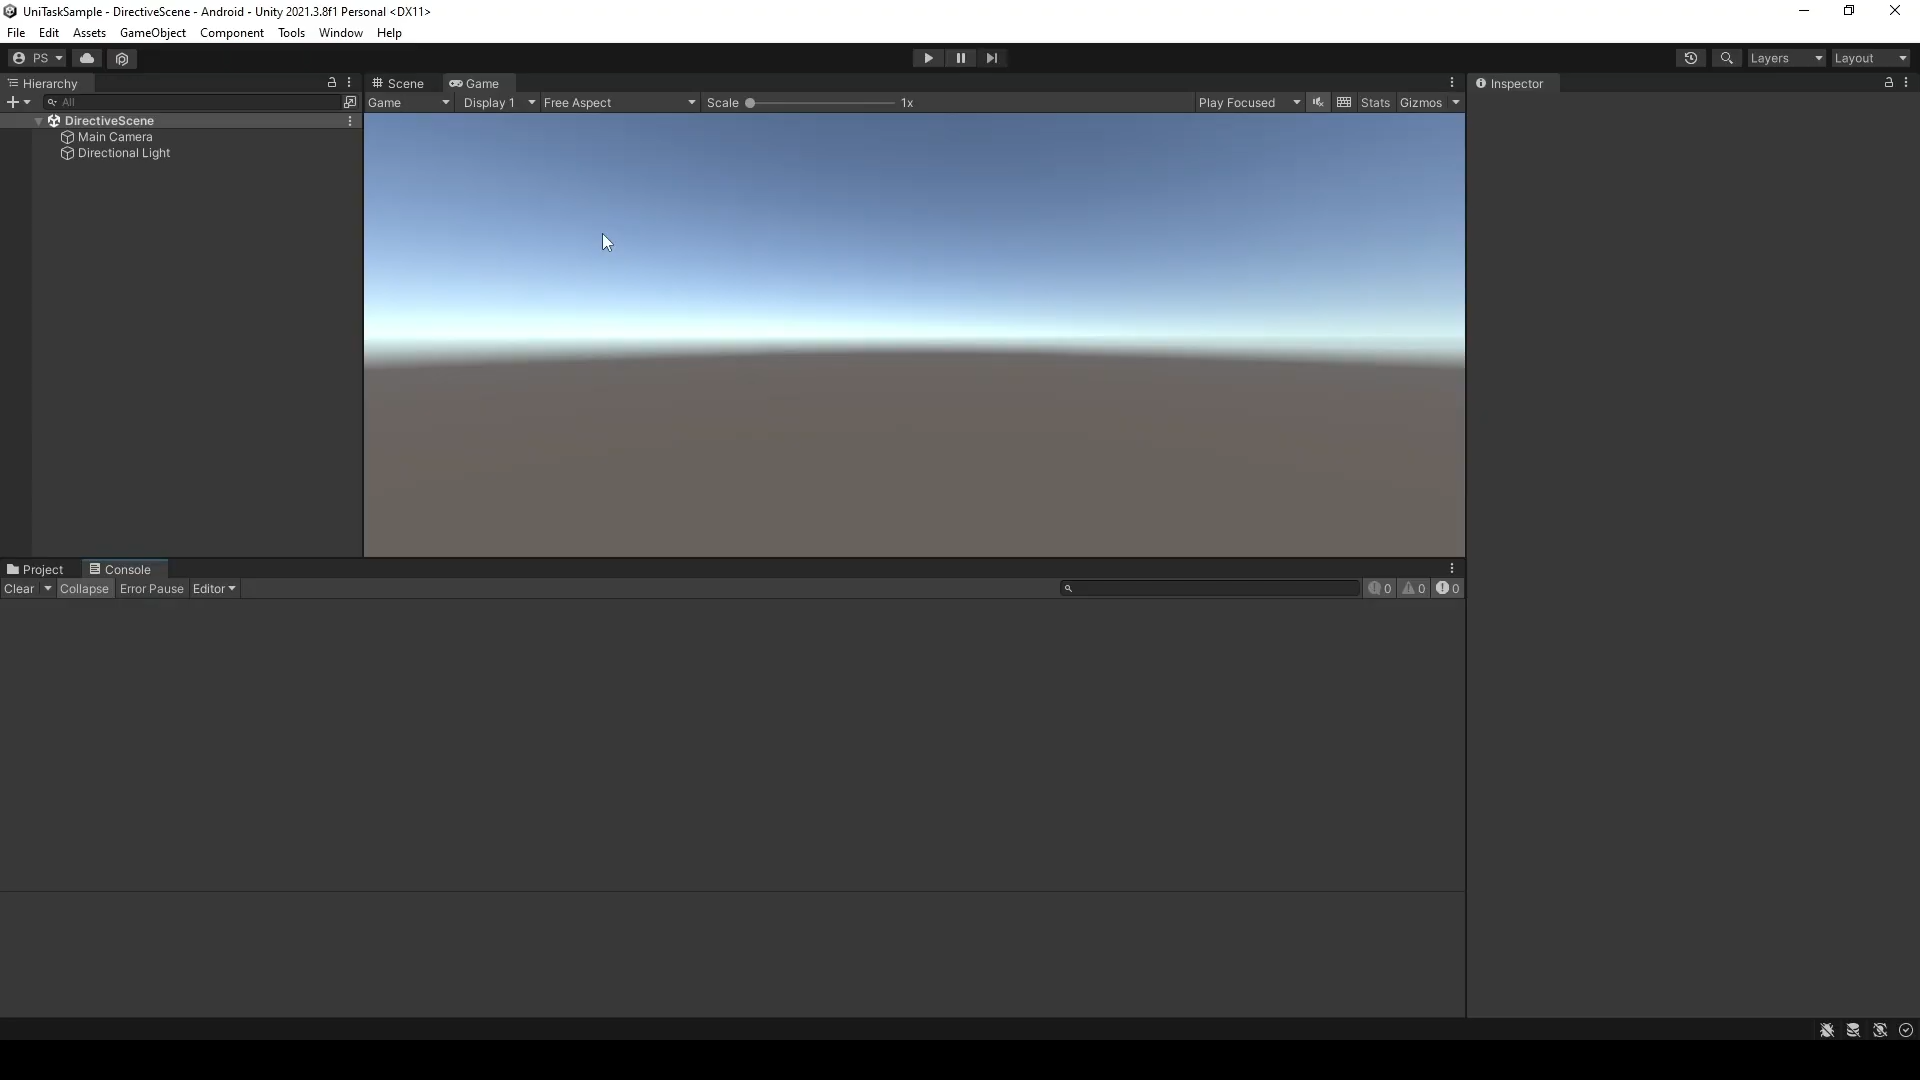 UniTaskSample - DirectiveScene - Android - Unity 2021.3.8f1 Personal <DX11>
File Edit Assets GameObject Component Tools Window Help
PS Layers Layout
Hierarchy Scene Game Inspector
All Game Display 1 Free Aspect Scale 1x Play Focused Stats Gizmos
DirectiveScene
Main Camera
Directional Light
Project Console
Clear Collapse Error Pause Editor 0 0 0